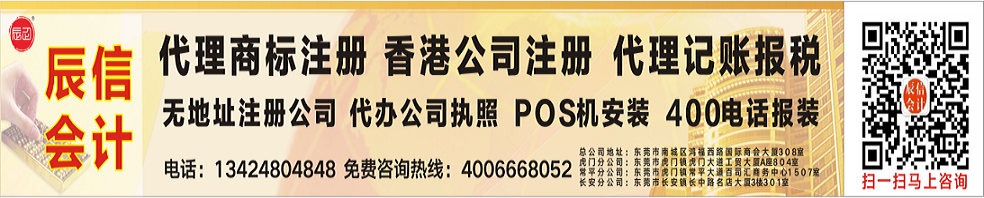 辰信
会计
代理商标注册 香港公司注册 代理记账报税
无地址注册公司 代办公司执照 POS机安装 400电话报装
电话：13424804848 免费咨询热线：4006668052
总公司地址：东莞市南城区鸿福西路国际商会大厦308室
虎门分公司：东莞市虎门镇虎门大道工贸大厦A座804室
常平分公司：东莞市虎门镇常平大道百司汇商务中心1507室
长安分公司：东莞市长安镇长中路名店大厦3楼301室
辰信
会计
扫一扫马上咨询